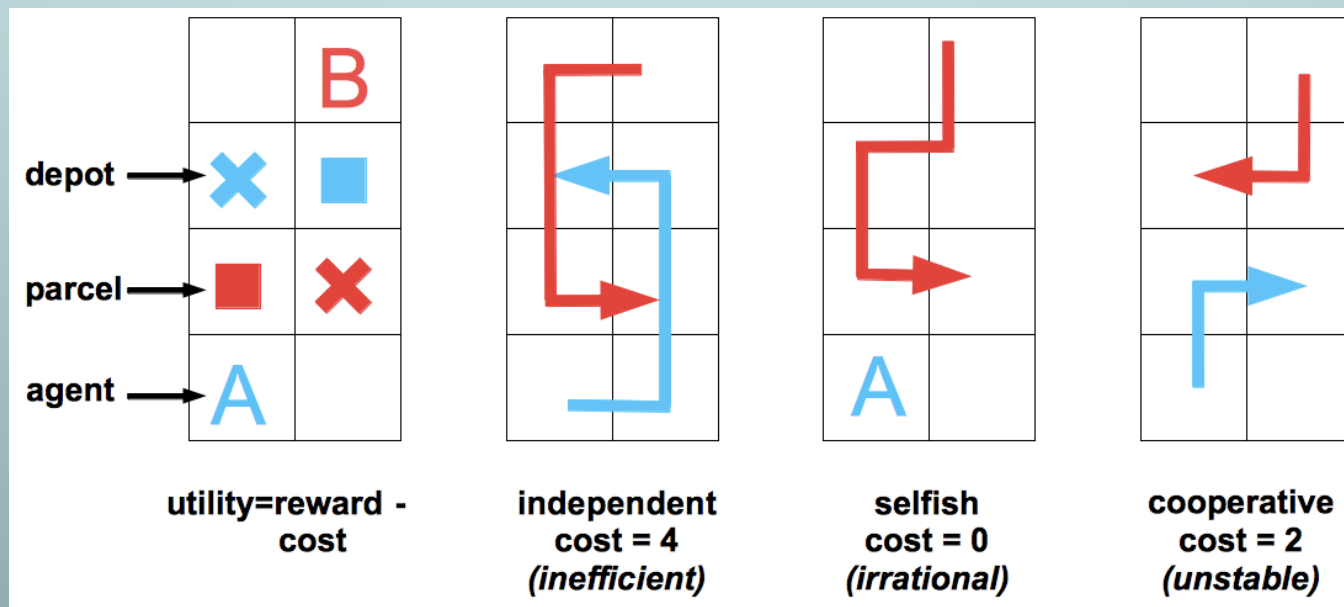 B
depot
parcel
agent
A
A
utility=reward -
cost
independent
cost = 4
(inefficient)
selfish
cost = 0
(irrational)
cooperative
cost = 2
(unstable)